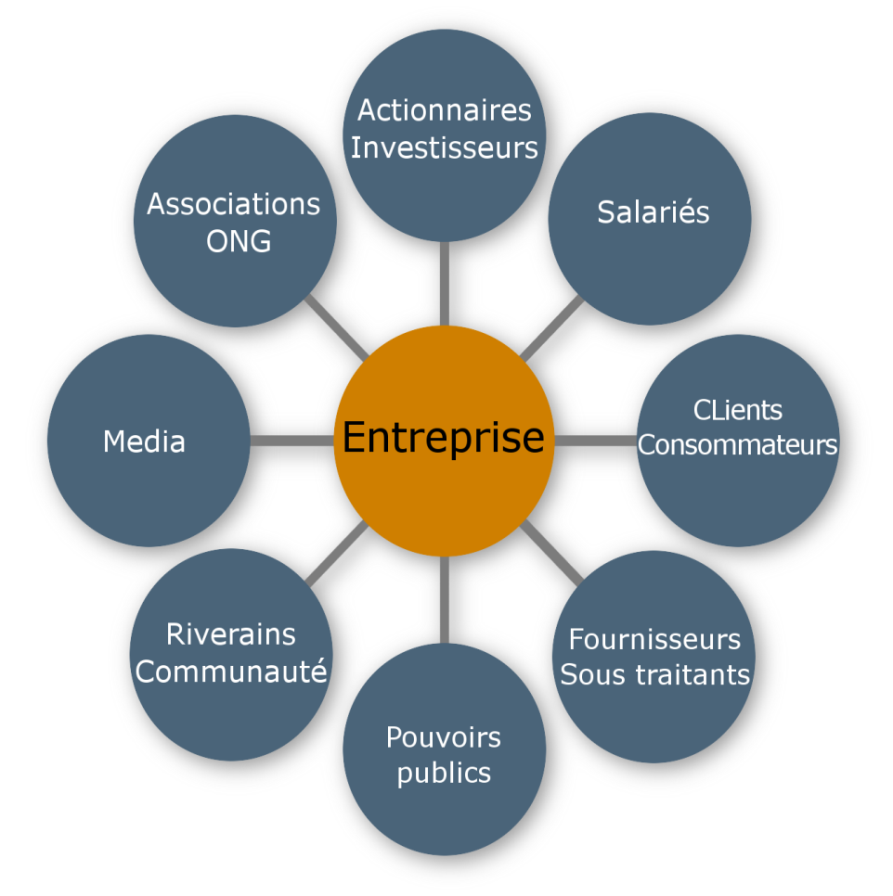 Actionnaires
Investisseurs
Associations
ONG
Salariés
CLients
Consommateurs
Media
Entreprise
Riverains
Communauté
Fournisseurs
Sous traitants
Pouvoirs
publics